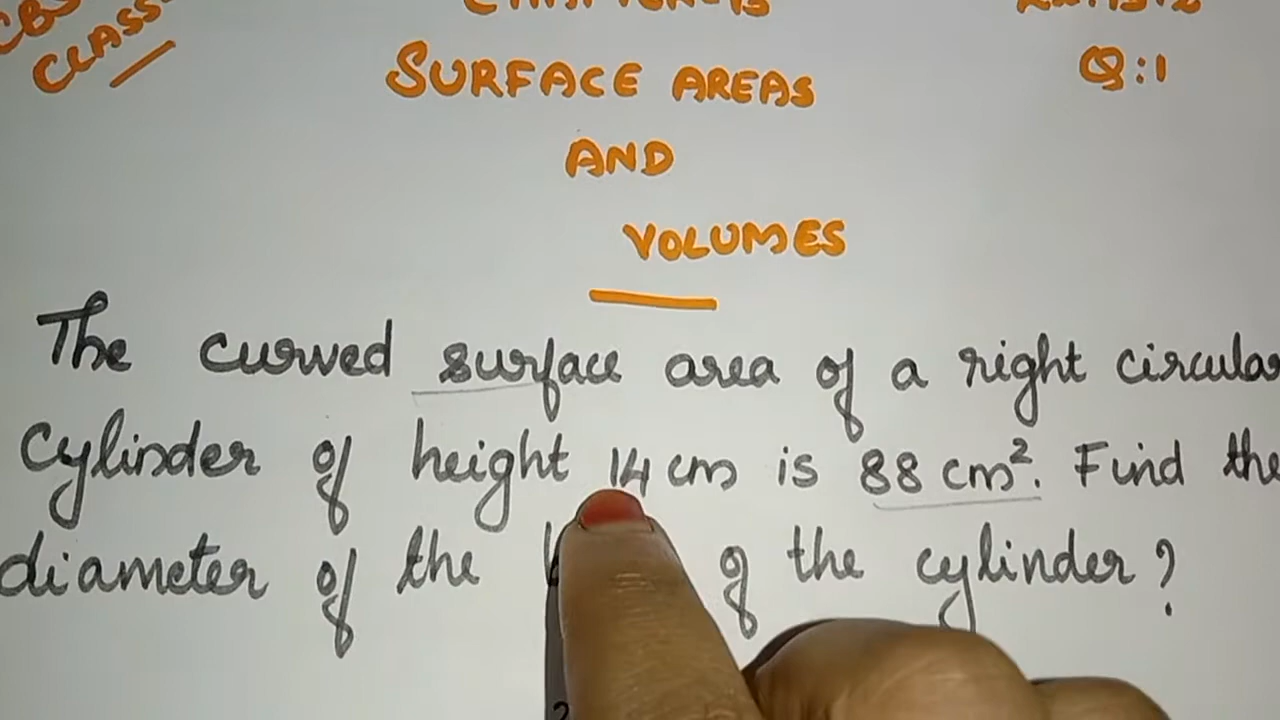 CLASS
Q:1
SURFACE AREAS
AND
VOLUMES
The curved surface area of a right circular
Cylinder of height 14 cm is 88 cm². Find the
diameter of the of the cylinder?